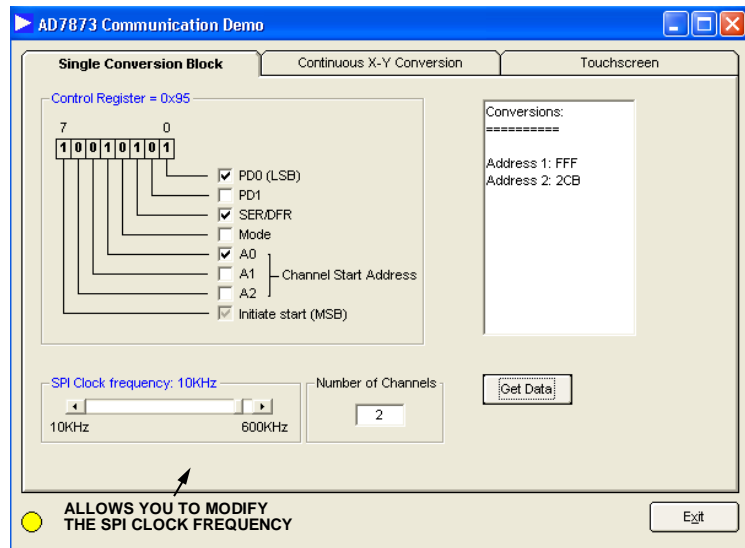 AD7873 Communication Demo
Single Conversion Block
Continuous X-Y Conversion
Touchscreen
Control Register = 0x95
7 0
1 0 0 1 0 1 0 1
PD0 (LSB)
PD1
SER/DFR
Mode
A0
A1
A2
Channel Start Address
Initiate start (MSB)
Conversions:
==========
Address 1: FFF
Address 2: 2CB
SPI Clock frequency: 10KHz
10KHz 600KHz
Number of Channels
2
Get Data
ALLOWS YOU TO MODIFY
THE SPI CLOCK FREQUENCY
Exit